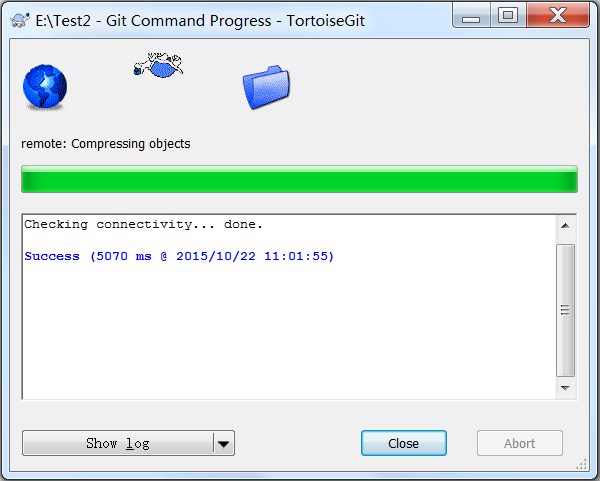 E:\Test2 - Git Command Progress - TortoiseGit
remote: Compressing objects
Checking connectivity... done.
Success (5070 ms @ 2015/10/22 11:01:55)
Show log
Close
Abort